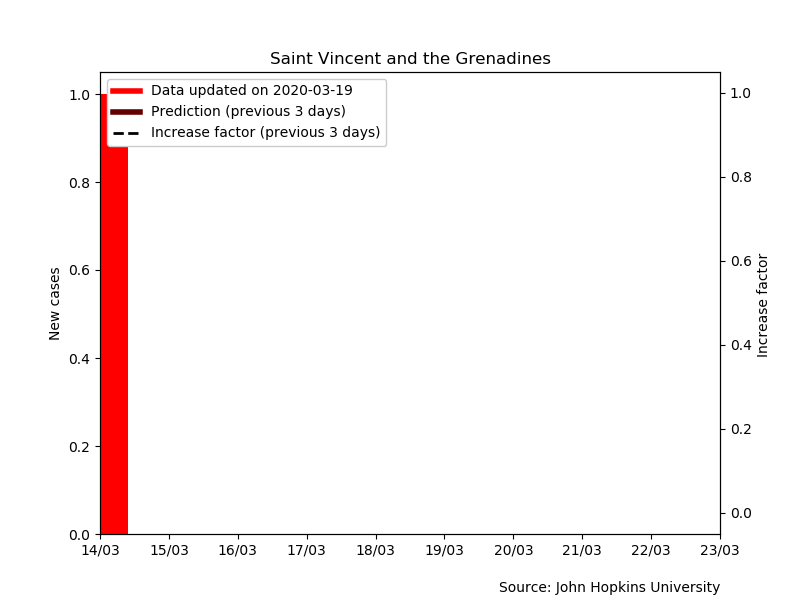 Saint Vincent and the Grenadines
Data updated on 2020-03-19
Prediction (previous 3 days)
Increase factor (previous 3 days)
New cases
1.0
0.8
0.6
0.4
0.2
0.0
Increase factor
1.0
0.8
0.6
0.4
0.2
0.0
14/03 15/03 16/03 17/03 18/03 19/03 20/03 21/03 22/03 23/03
Source: John Hopkins University